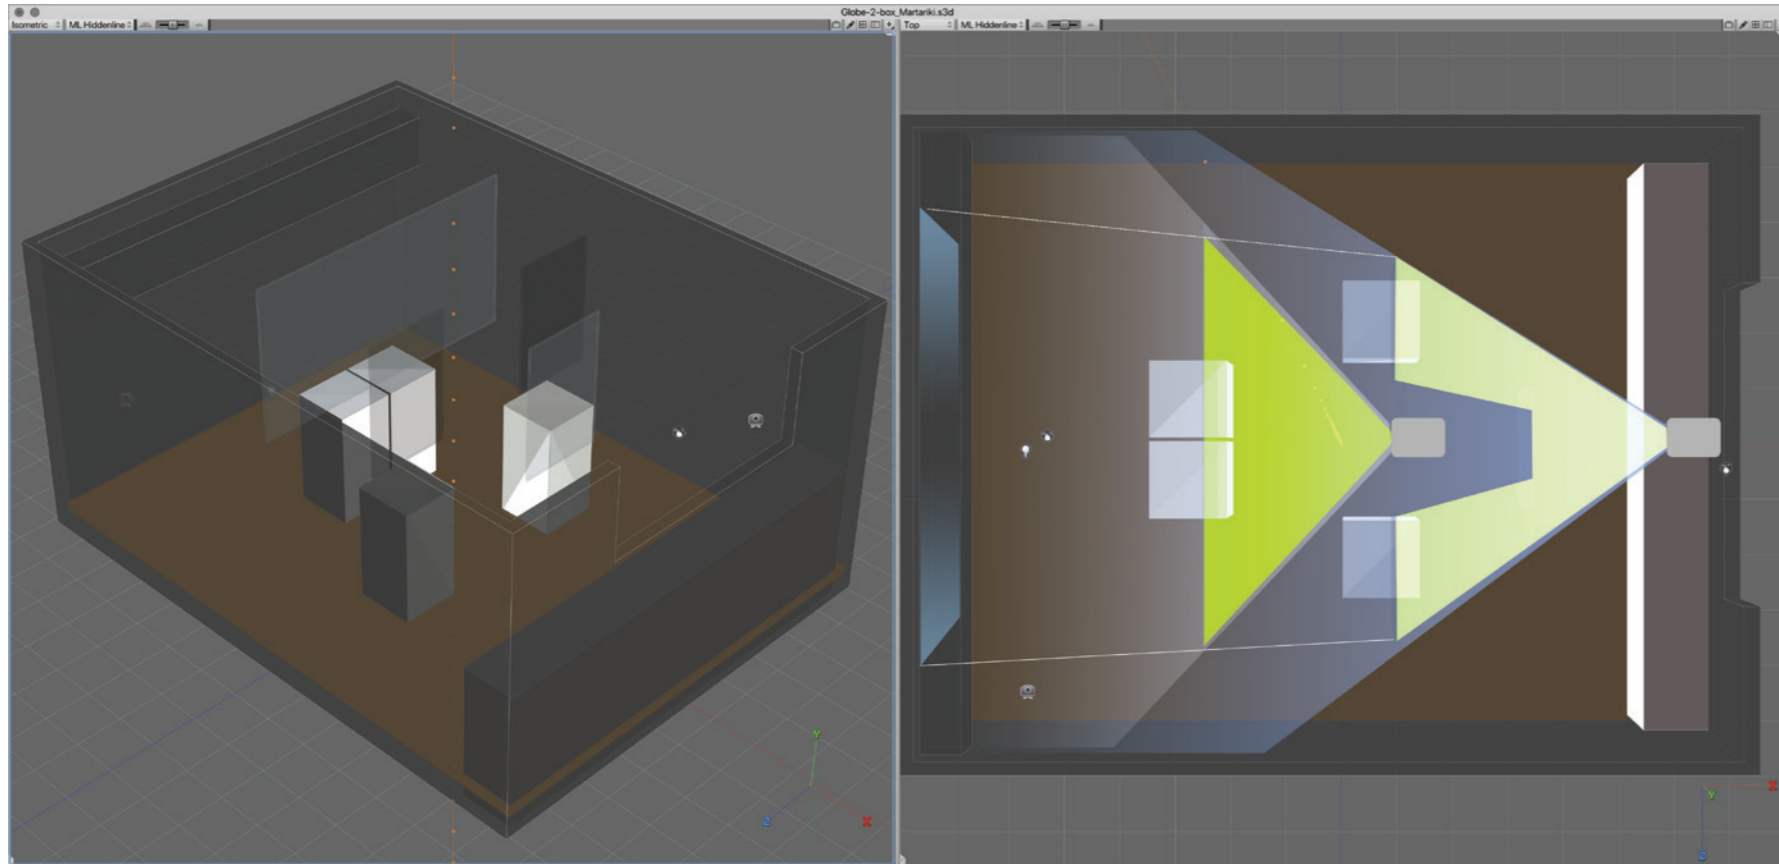 Globe-2-box_Martariki.s3d
Isometric
ML Hiddenline
Top
ML Hiddenline
Y
Z
X
X
Y
Z